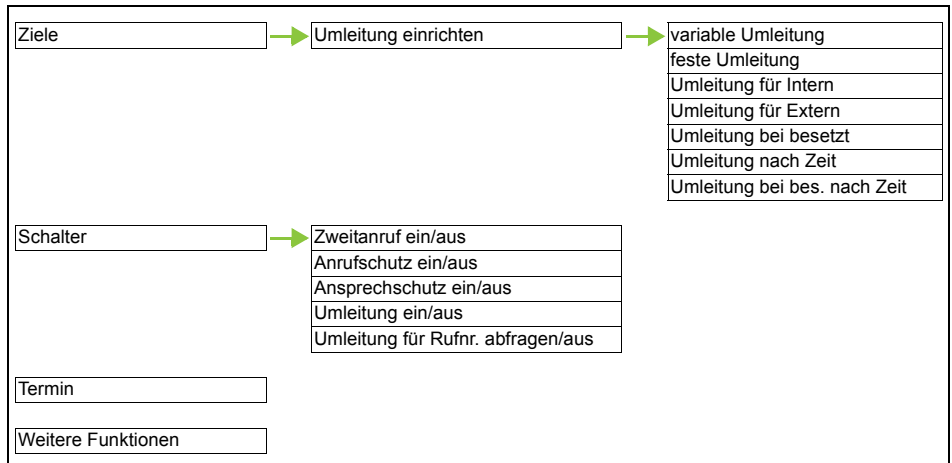 Ziele
Umleitung einrichten
variable Umleitung
feste Umleitung
Umleitung für Intern
Umleitung für Extern
Umleitung bei besetzt
Umleitung nach Zeit
Umleitung bei bes. nach Zeit
Schalter
Zweitanruf ein/aus
Anrufschutz ein/aus
Ansprechschutz ein/aus
Umleitung ein/aus
Umleitung für Rufnr. abfragen/aus
Termin
Weitere Funktionen